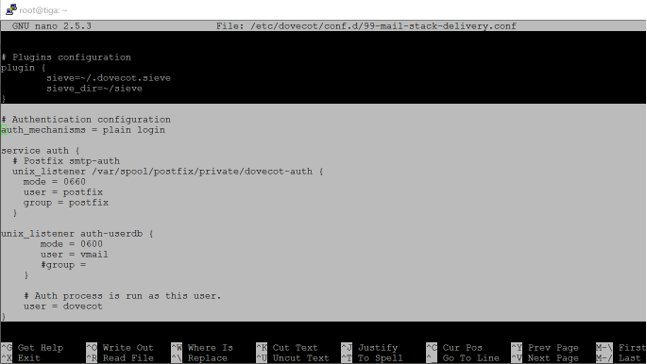 root@tiga: ~
GNU nano 2.5.3 File: /etc/dovecot/conf.d/99-mail-stack-delivery.conf
# Plugins configuration
plugin {
sieve=~/.dovecot.sieve
sieve_dir=~/sieve
}
# Authentication configuration
auth_mechanisms = plain login
service auth {
# Postfix smtp-auth
unix_listener /var/spool/postfix/private/dovecot-auth {
mode = 0660
user = postfix
group = postfix
}
unix_listener auth-userdb {
mode = 0600
user = vmail
#group =
}
# Auth process is run as this user.
user = dovecot
}
^G Get Help ^O Write Out ^W Where Is ^K Cut Text ^J Justify ^C Cur Pos ^Y Prev Page M-\ First
^X Exit ^R Read File ^\ Replace ^U Uncut Text ^T To Spell ^_ Go To Line ^V Next Page M-/ Last